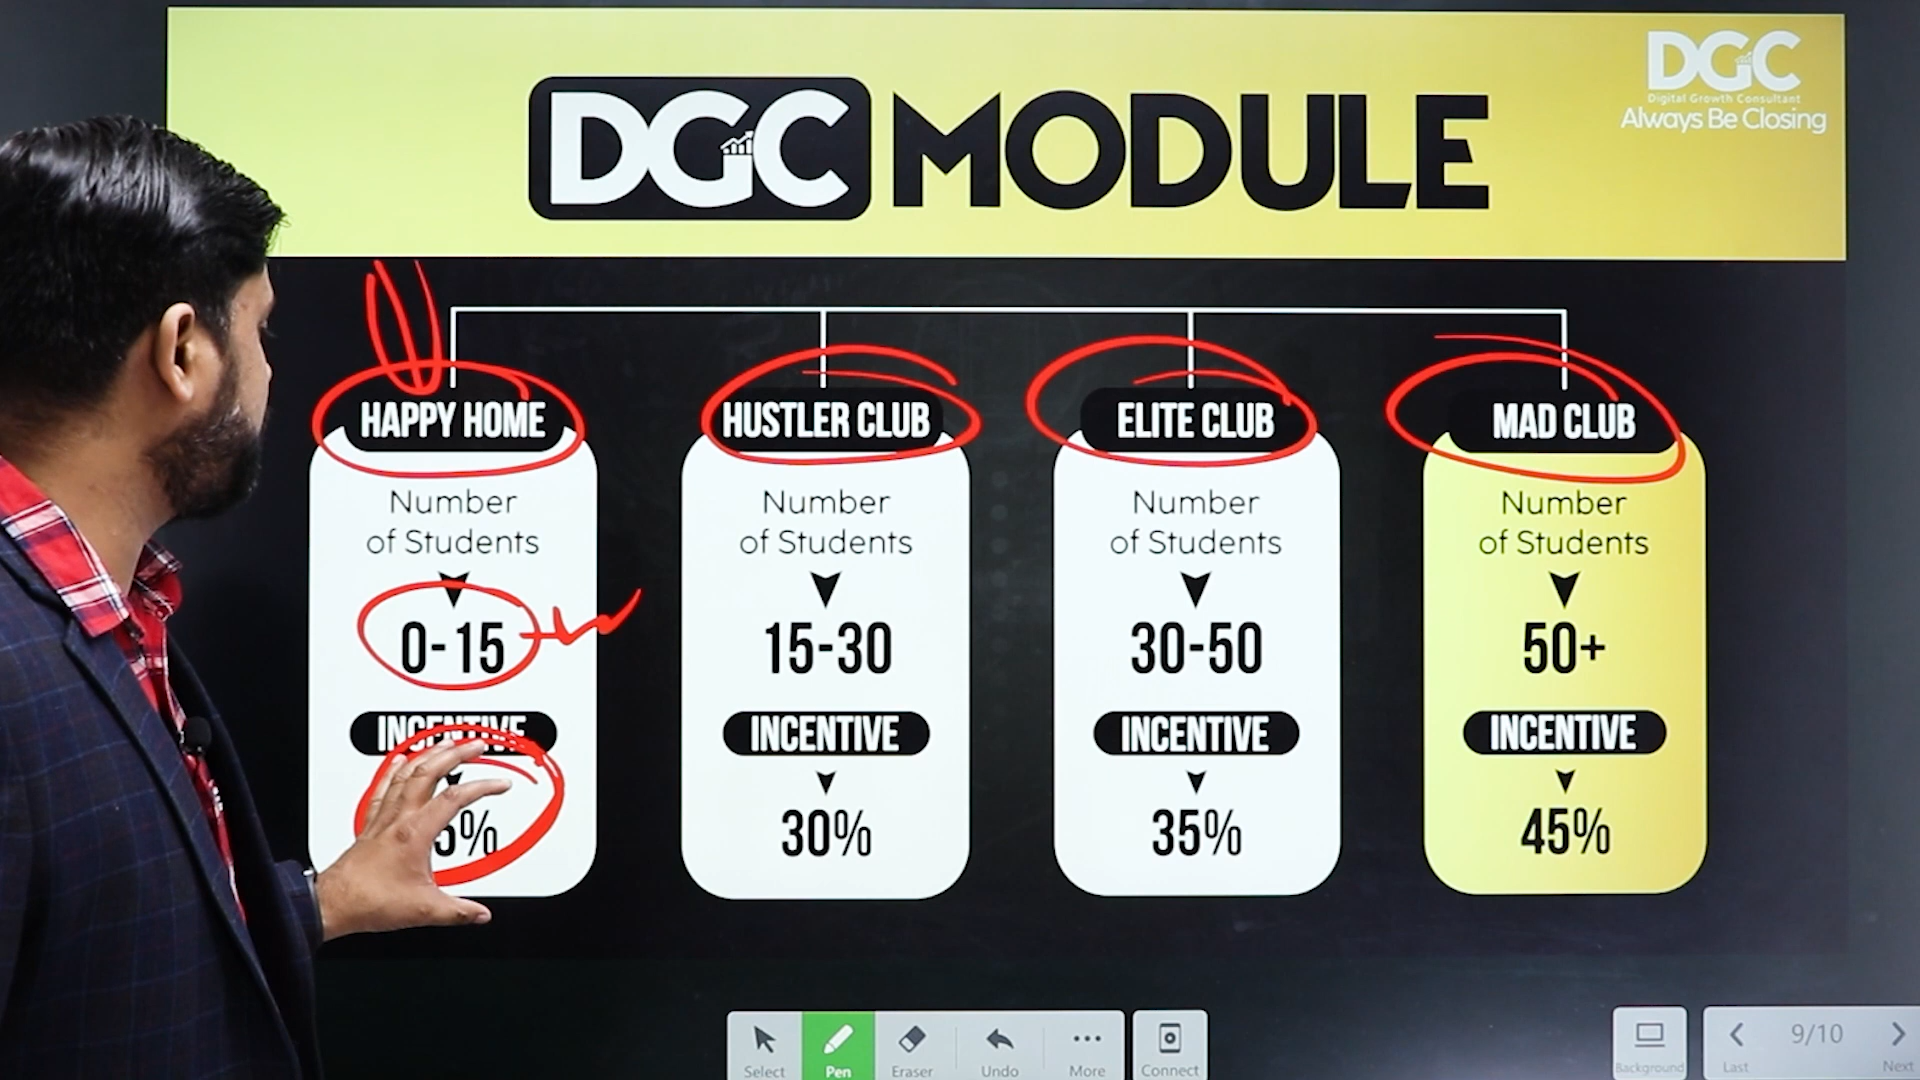 DGC MODULE
DGC
Digital Growth Consultant
Always Be Closing
HAPPY HOME
Number
of Students
0-15
INCENTIVE
5%
HUSTLER CLUB
Number
of Students
15-30
INCENTIVE
30%
ELITE CLUB
Number
of Students
30-50
INCENTIVE
35%
MAD CLUB
Number
of Students
50+
INCENTIVE
45%
Select
Pen
Eraser
Undo
More
Connect
Background
Last
9/10
Next